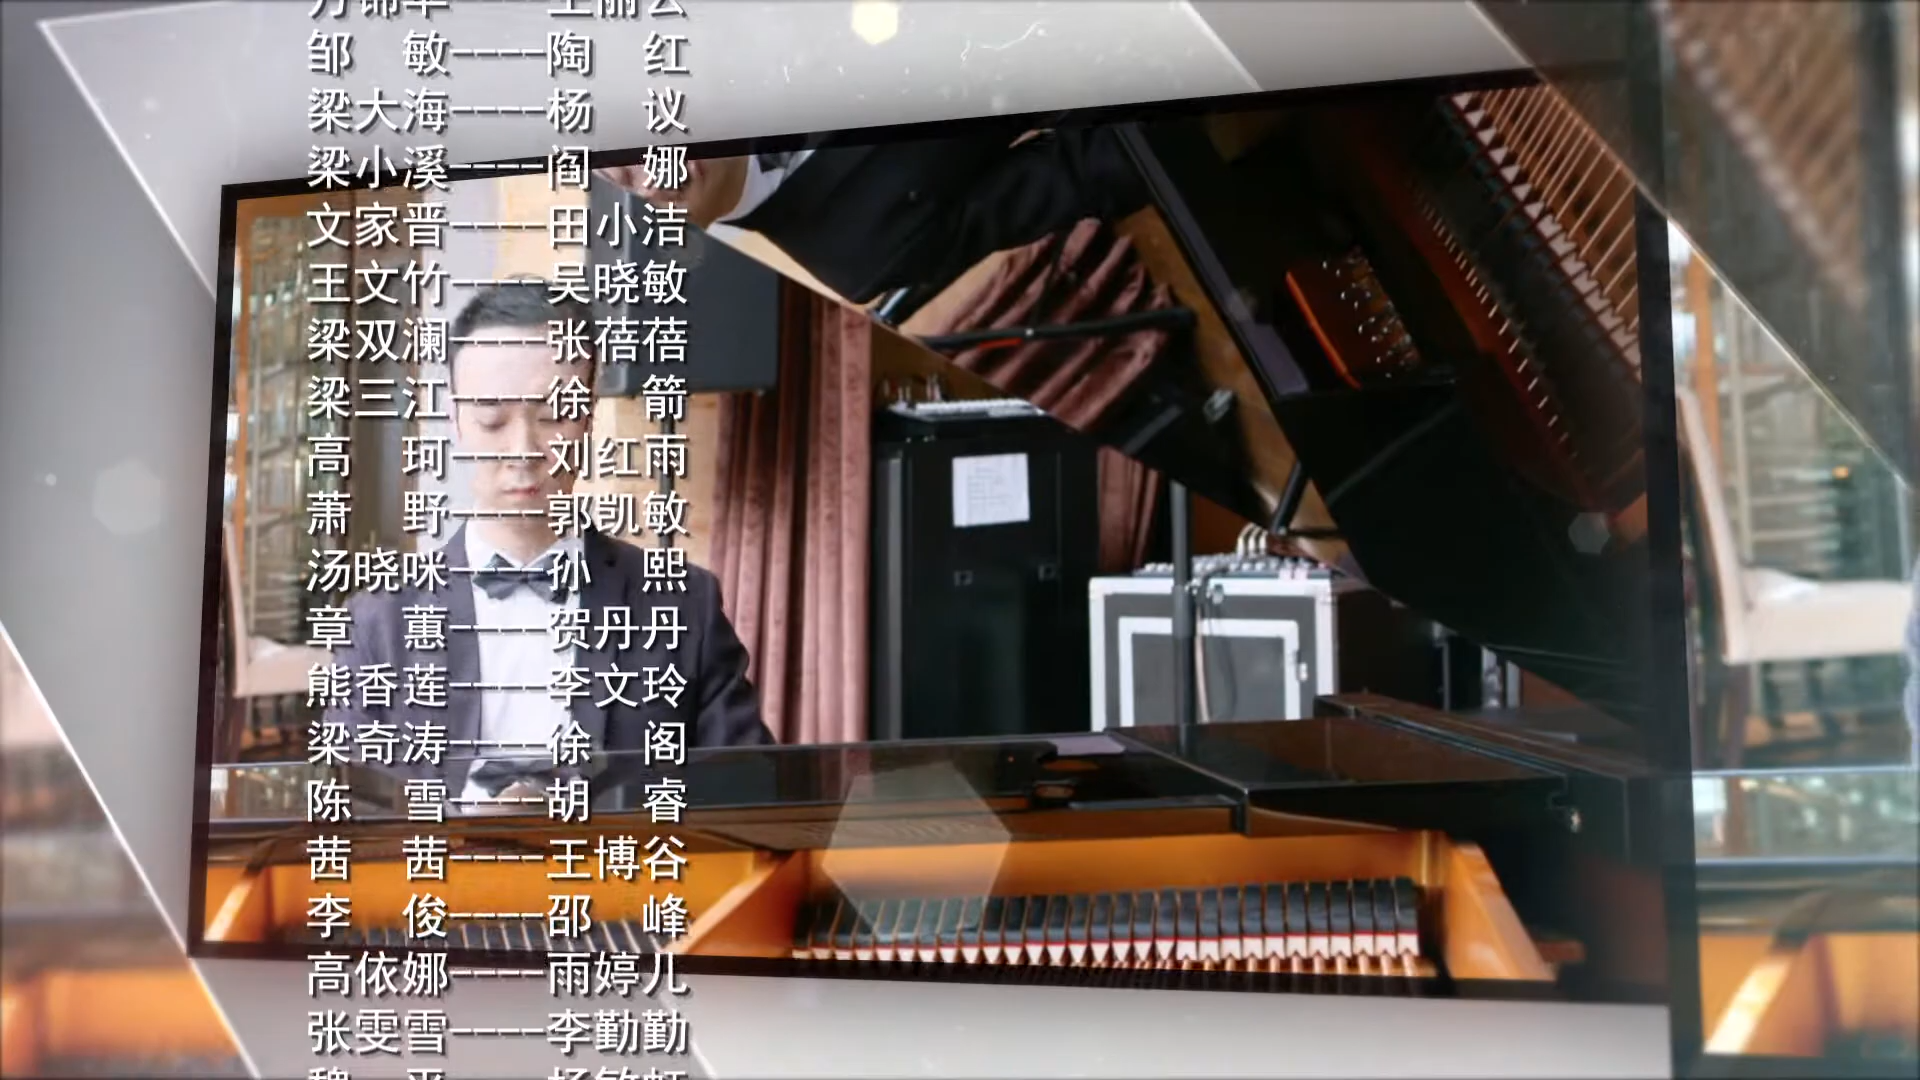 邹　敏----陶　红
梁大海----杨　议
梁小溪----阎　娜
文家晋----田小洁
王文竹----吴晓敏
梁双澜----张蓓蓓
梁三江----徐　箭
高　珂----刘红雨
萧　野----郭凯敏
汤晓咪----孙　熙
章　蕙----贺丹丹
熊香莲----李文玲
梁奇涛----徐　阁
陈　雪----胡　睿
茜　茜----王博谷
李　俊----邵　峰
高依娜----雨婷儿
张雯雪----李勤勤